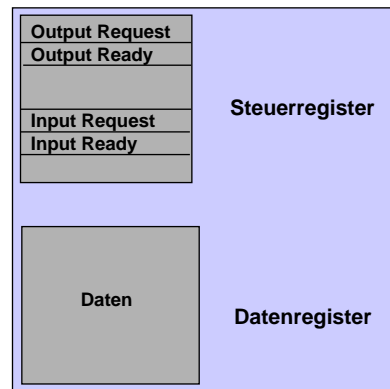 Output Request
Output Ready
Steuerregister
Input Request
Input Ready
Daten
Datenregister